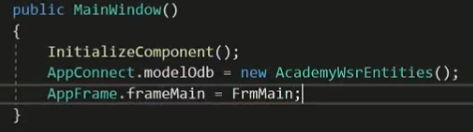 public MainWindow()
{
InitializeComponent();
AppConnect.modelOdb = new AcademyWsrEntities();
AppFrame.frameMain = FrmMain;
}